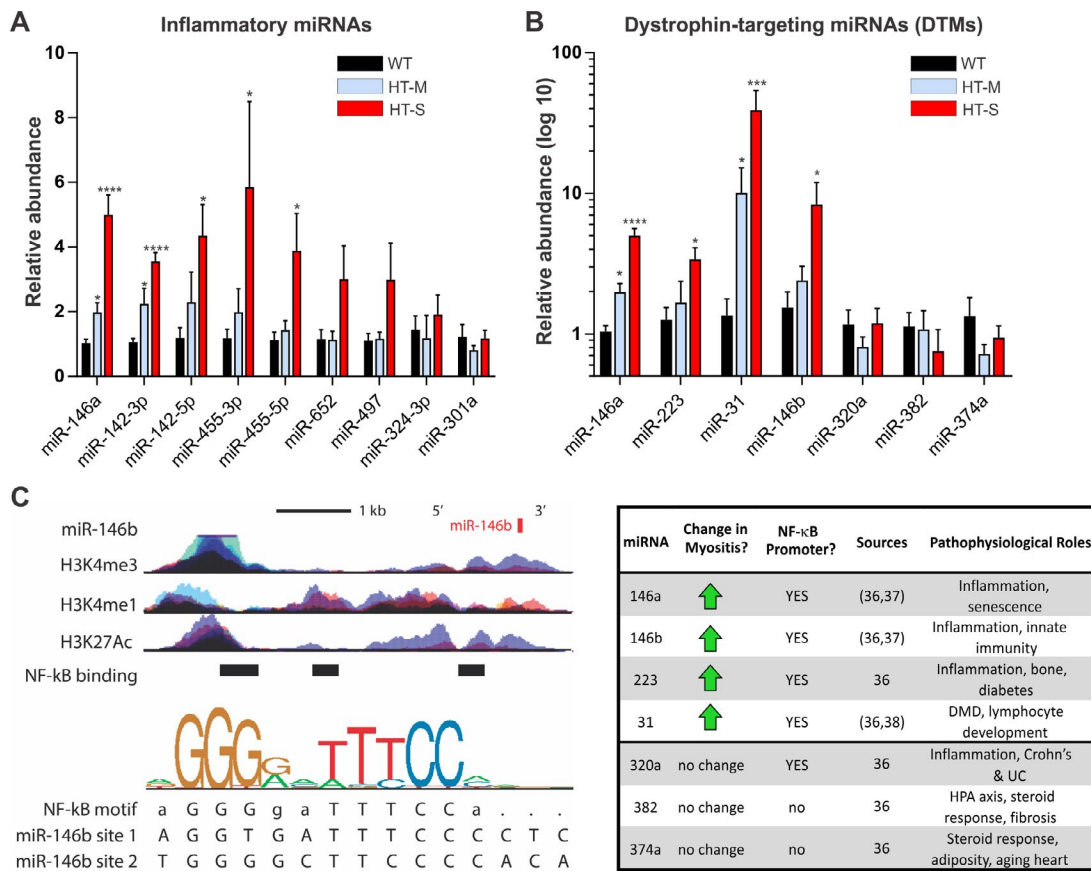 A
Inflammatory miRNAs
Relative abundance
10
8
6
4
2
0
WT
HT-M
HT-S
****
*
****
*
*
*
*
miR-146a
miR-142-3p
miR-142-5p
miR-455-3p
miR-455-5p
miR-652
miR-497
miR-324-3p
miR-301a
B
Dystrophin-targeting miRNAs (DTMs)
Relative abundance (log 10)
100
10
1
WT
HT-M
HT-S
*
****
*
*
***
*
miR-146a
miR-223
miR-31
miR-146b
miR-320a
miR-382
miR-374a
C
1 kb
5′
3′
miR-146b
miR-146b
H3K4me3
H3K4me1
H3K27Ac
NF-kB binding
NF-kB motif a G G G g a T T T C C a . . .
miR-146b site 1 A G G T G A T T T C C C C T C
miR-146b site 2 T G G G G C T T C C C C A C A
miRNA Change in Myositis? NF-κB Promoter? Sources Pathophysiological Roles
146a YES (36,37) Inflammation, senescence
146b YES (36,37) Inflammation, innate immunity
223 YES 36 Inflammation, bone, diabetes
31 YES (36,38) DMD, lymphocyte development
320a no change YES 36 Inflammation, Crohn's & UC
382 no change no 36 HPA axis, steroid response, fibrosis
374a no change no 36 Steroid response, adiposity, aging heart